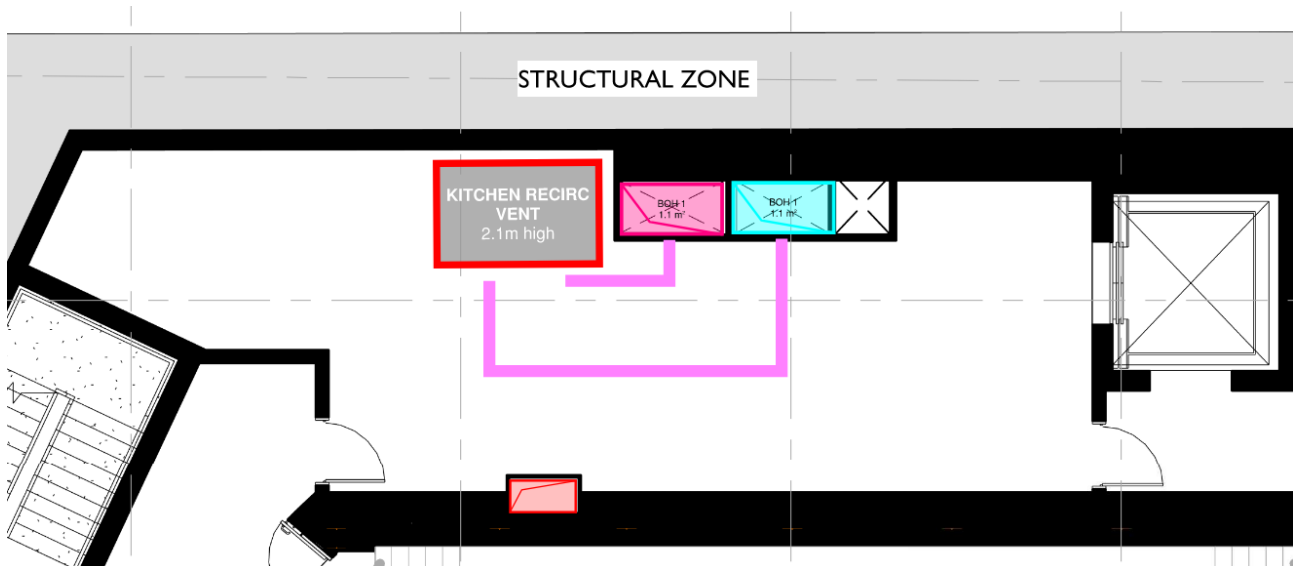 STRUCTURAL ZONE
KITCHEN RECIRC
VENT
2.1m high
BOH 1
1.1 m²
BOH 1
1.1 m²